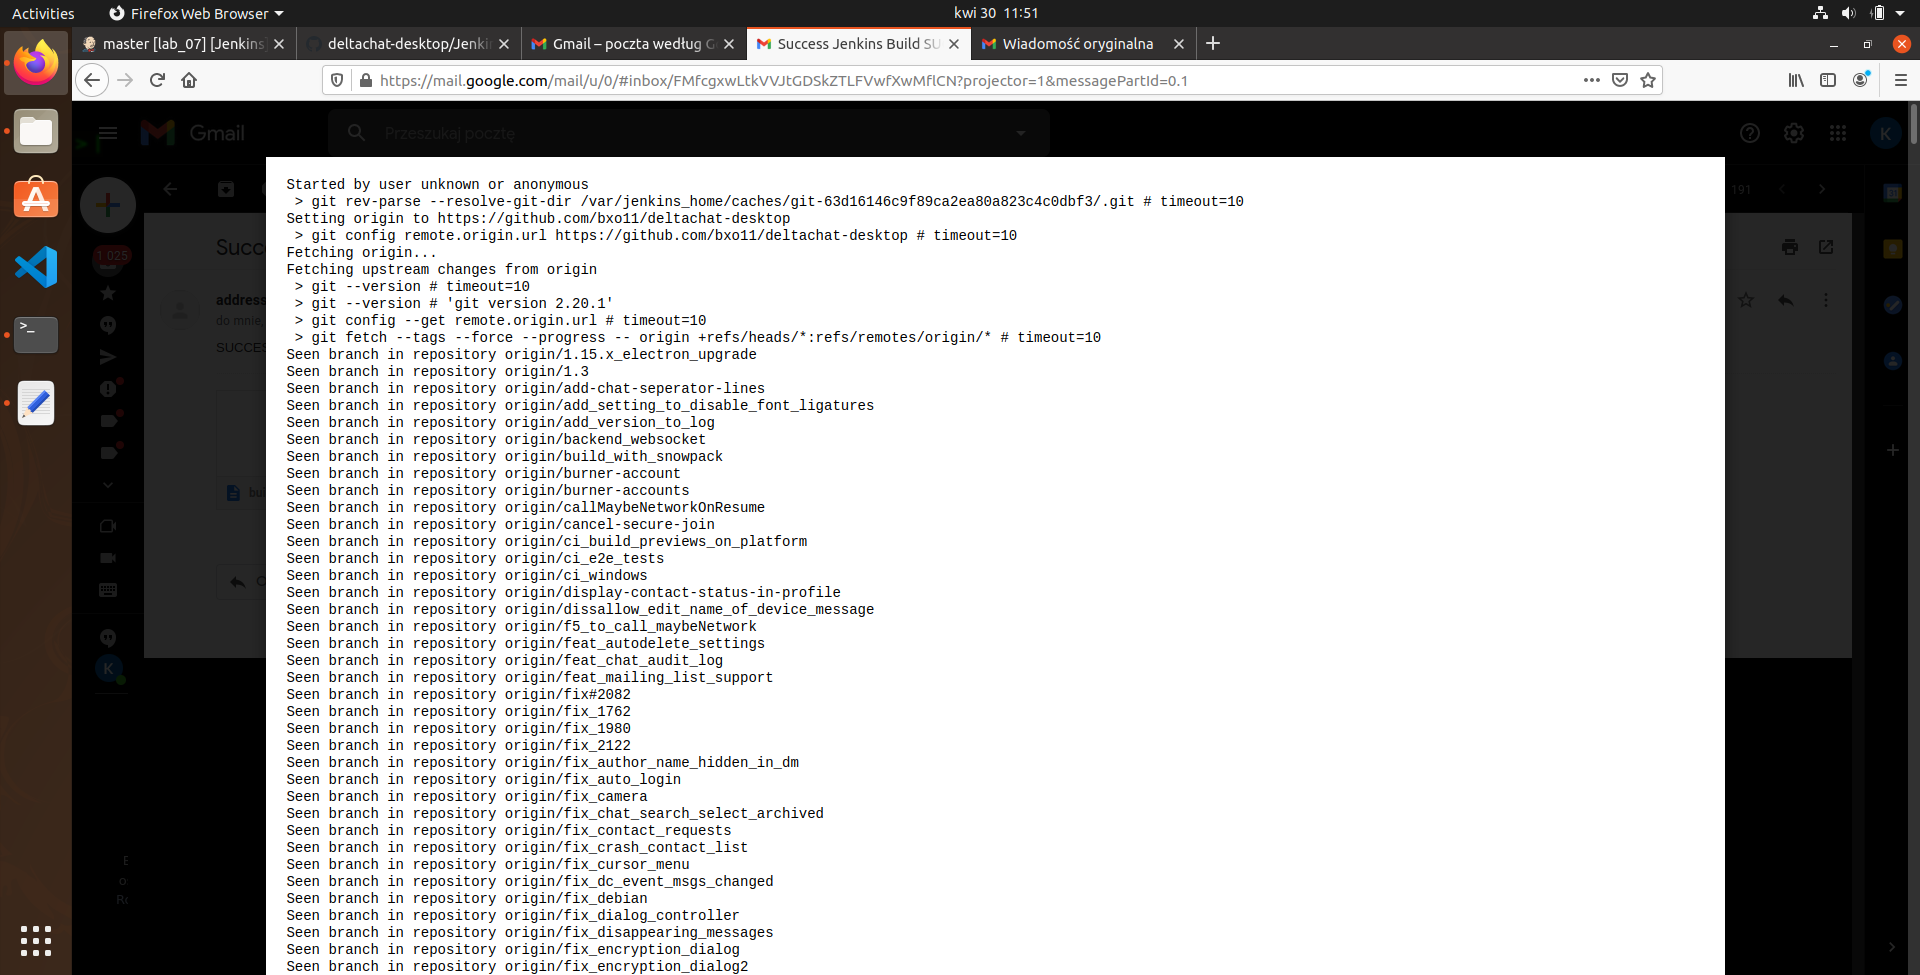 Activities
Firefox Web Browser
kwi 30 11:51
master [lab_07] [Jenkins
deltachat-desktop/Jenki
Gmail – poczta według G
Success Jenkins Build SU
Wiadomość oryginalna
https://mail.google.com/mail/u/0/#inbox/FMfcgxwLtkVVJtGDSkZTLFVwfXwMflCN?projector=1&messagePartId=0.1
Gmail
Przeszukaj pocztę
K
191
1 025
Succ
address
do mnie,
SUCCES
bui
K
Started by user unknown or anonymous
> git rev-parse --resolve-git-dir /var/jenkins_home/caches/git-63d16146c9f89ca2ea80a823c4c0dbf3/.git # timeout=10
Setting origin to https://github.com/bxo11/deltachat-desktop
> git config remote.origin.url https://github.com/bxo11/deltachat-desktop # timeout=10
Fetching origin...
Fetching upstream changes from origin
> git --version # timeout=10
> git --version # 'git version 2.20.1'
> git config --get remote.origin.url # timeout=10
> git fetch --tags --force --progress -- origin +refs/heads/*:refs/remotes/origin/* # timeout=10
Seen branch in repository origin/1.15.x_electron_upgrade
Seen branch in repository origin/1.3
Seen branch in repository origin/add-chat-seperator-lines
Seen branch in repository origin/add_setting_to_disable_font_ligatures
Seen branch in repository origin/add_version_to_log
Seen branch in repository origin/backend_websocket
Seen branch in repository origin/build_with_snowpack
Seen branch in repository origin/burner-account
Seen branch in repository origin/burner-accounts
Seen branch in repository origin/callMaybeNetworkOnResume
Seen branch in repository origin/cancel-secure-join
Seen branch in repository origin/ci_build_previews_on_platform
Seen branch in repository origin/ci_e2e_tests
Seen branch in repository origin/ci_windows
Seen branch in repository origin/display-contact-status-in-profile
Seen branch in repository origin/dissallow_edit_name_of_device_message
Seen branch in repository origin/f5_to_call_maybeNetwork
Seen branch in repository origin/feat_autodelete_settings
Seen branch in repository origin/feat_chat_audit_log
Seen branch in repository origin/feat_mailing_list_support
Seen branch in repository origin/fix#2082
Seen branch in repository origin/fix_1762
Seen branch in repository origin/fix_1980
Seen branch in repository origin/fix_2122
Seen branch in repository origin/fix_author_name_hidden_in_dm
Seen branch in repository origin/fix_auto_login
Seen branch in repository origin/fix_camera
Seen branch in repository origin/fix_chat_search_select_archived
Seen branch in repository origin/fix_contact_requests
Seen branch in repository origin/fix_crash_contact_list
Seen branch in repository origin/fix_cursor_menu
Seen branch in repository origin/fix_dc_event_msgs_changed
Seen branch in repository origin/fix_debian
Seen branch in repository origin/fix_dialog_controller
Seen branch in repository origin/fix_disappearing_messages
Seen branch in repository origin/fix_encryption_dialog
Seen branch in repository origin/fix_encryption_dialog2